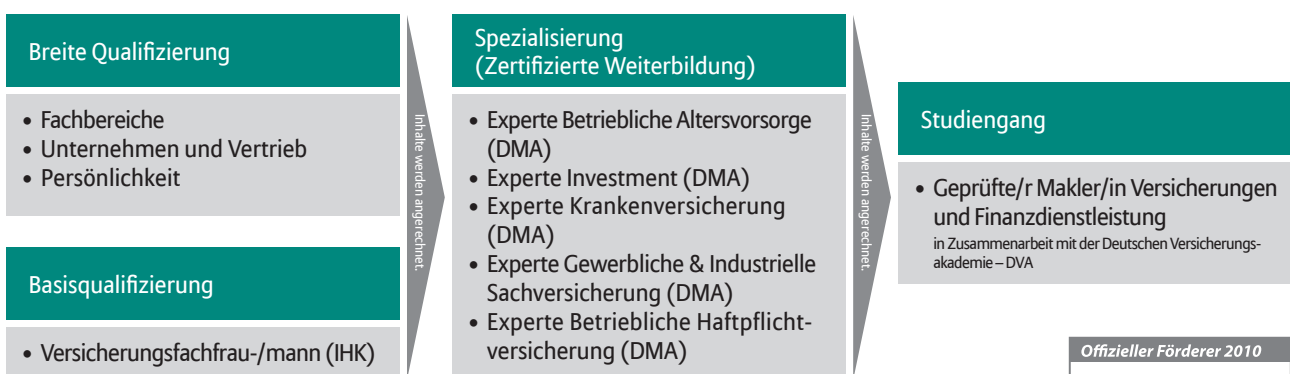 Breite Qualifizierung
• Fachbereiche
• Unternehmen und Vertrieb
• Persönlichkeit
Basisqualifizierung
• Versicherungsfachfrau-/mann (IHK)
Inhalte werden angerechnet.
Spezialisierung
(Zertifizierte Weiterbildung)
• Experte Betriebliche Altersvorsorge
(DMA)
• Experte Investment (DMA)
• Experte Krankenversicherung
(DMA)
• Experte Gewerbliche & Industrielle
Sachversicherung (DMA)
• Experte Betriebliche Haftpflicht-
versicherung (DMA)
Inhalte werden angerechnet.
Studiengang
• Geprüfte/r Makler/in Versicherungen
und Finanzdienstleistung
in Zusammenarbeit mit der Deutschen Versicherungs-
akademie – DVA
Offizieller Förderer 2010